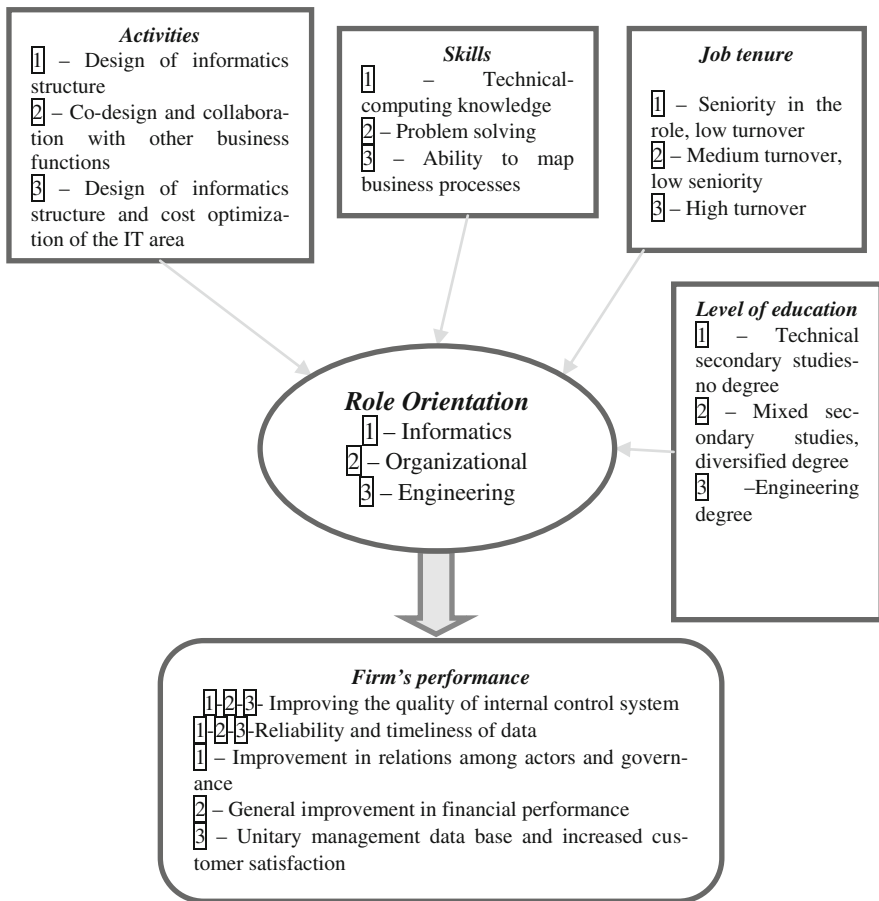 Activities
1 – Design of informatics
structure
2 – Co-design and collabora-
tion with other business
functions
3 – Design of informatics
structure and cost optimiza-
tion of the IT area
Skills
1 – Technical-
computing knowledge
2 – Problem solving
3 – Ability to map
business processes
Job tenure
1 – Seniority in the
role, low turnover
2 – Medium turnover,
low seniority
3 – High turnover
Level of education
1 – Technical
secondary studies-
no degree
2 – Mixed sec-
ondary studies,
diversified degree
3 –Engineering
degree
Role Orientation
1 – Informatics
2 – Organizational
3 – Engineering
Firm's performance
1-2-3- Improving the quality of internal control system
1-2-3-Reliability and timeliness of data
1 – Improvement in relations among actors and govern-
ance
2 – General improvement in financial performance
3 – Unitary management data base and increased cus-
tomer satisfaction